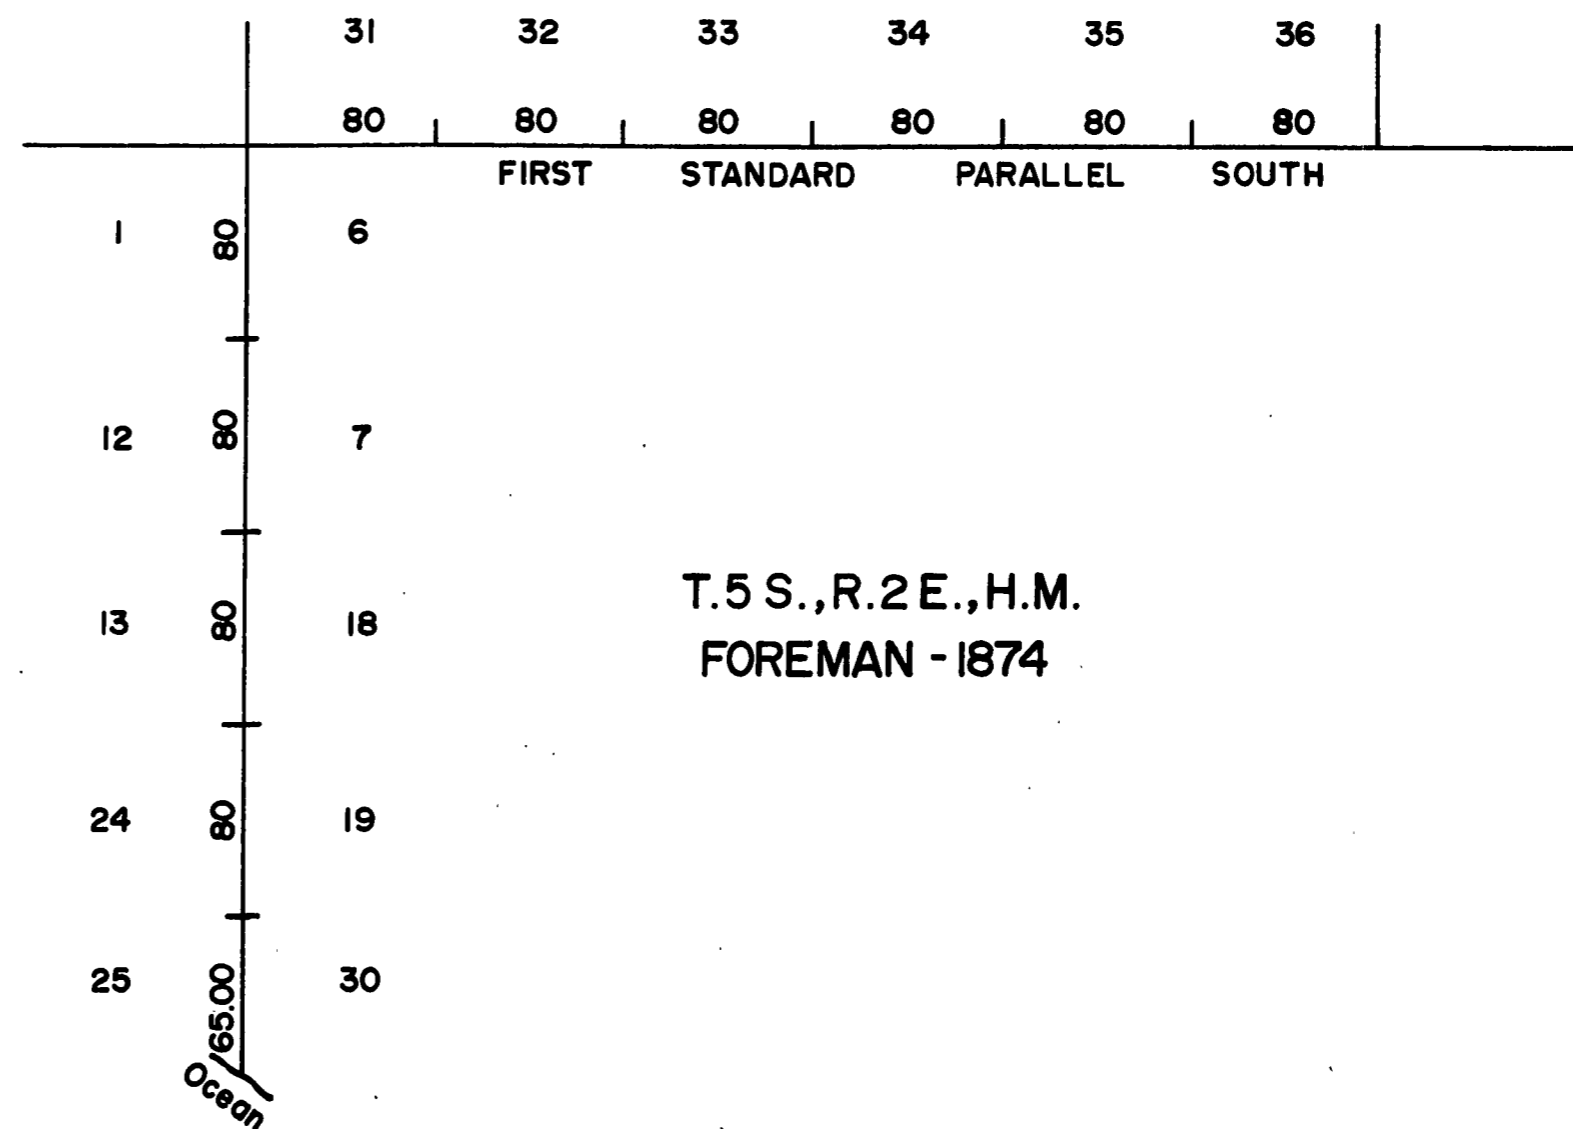 31 32 33 34 35 36
80 80 80 80 80 80
FIRST STANDARD PARALLEL SOUTH
1 80 6
12 80 7
T.5 S., R.2 E., H.M.
13 80 18
FOREMAN - 1874
24 80 19
25 65.00 30
Ocean